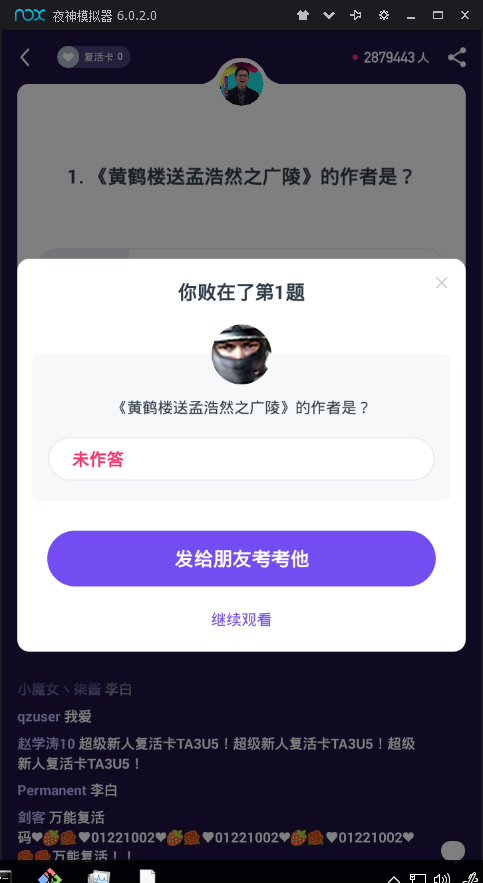 nox 夜神模拟器 6.0.2.0
复活卡 0
2879443 人
1. 《黄鹤楼送孟浩然之广陵》的作者是？
你败在了第1题
《黄鹤楼送孟浩然之广陵》的作者是？
未作答
发给朋友考考他
继续观看
小魔女丶柒酱 李白
qzuser 我爱
赵学涛10 超级新人复活卡TA3U5！超级新人复活卡TA3U5！超级
新人复活卡TA3U5！
Permanent 李白
剑客 万能复活
码❤🍓🌰❤01221002❤🍓🌰❤01221002❤🍓🌰❤01221002❤
🌰🌰万能复活！！